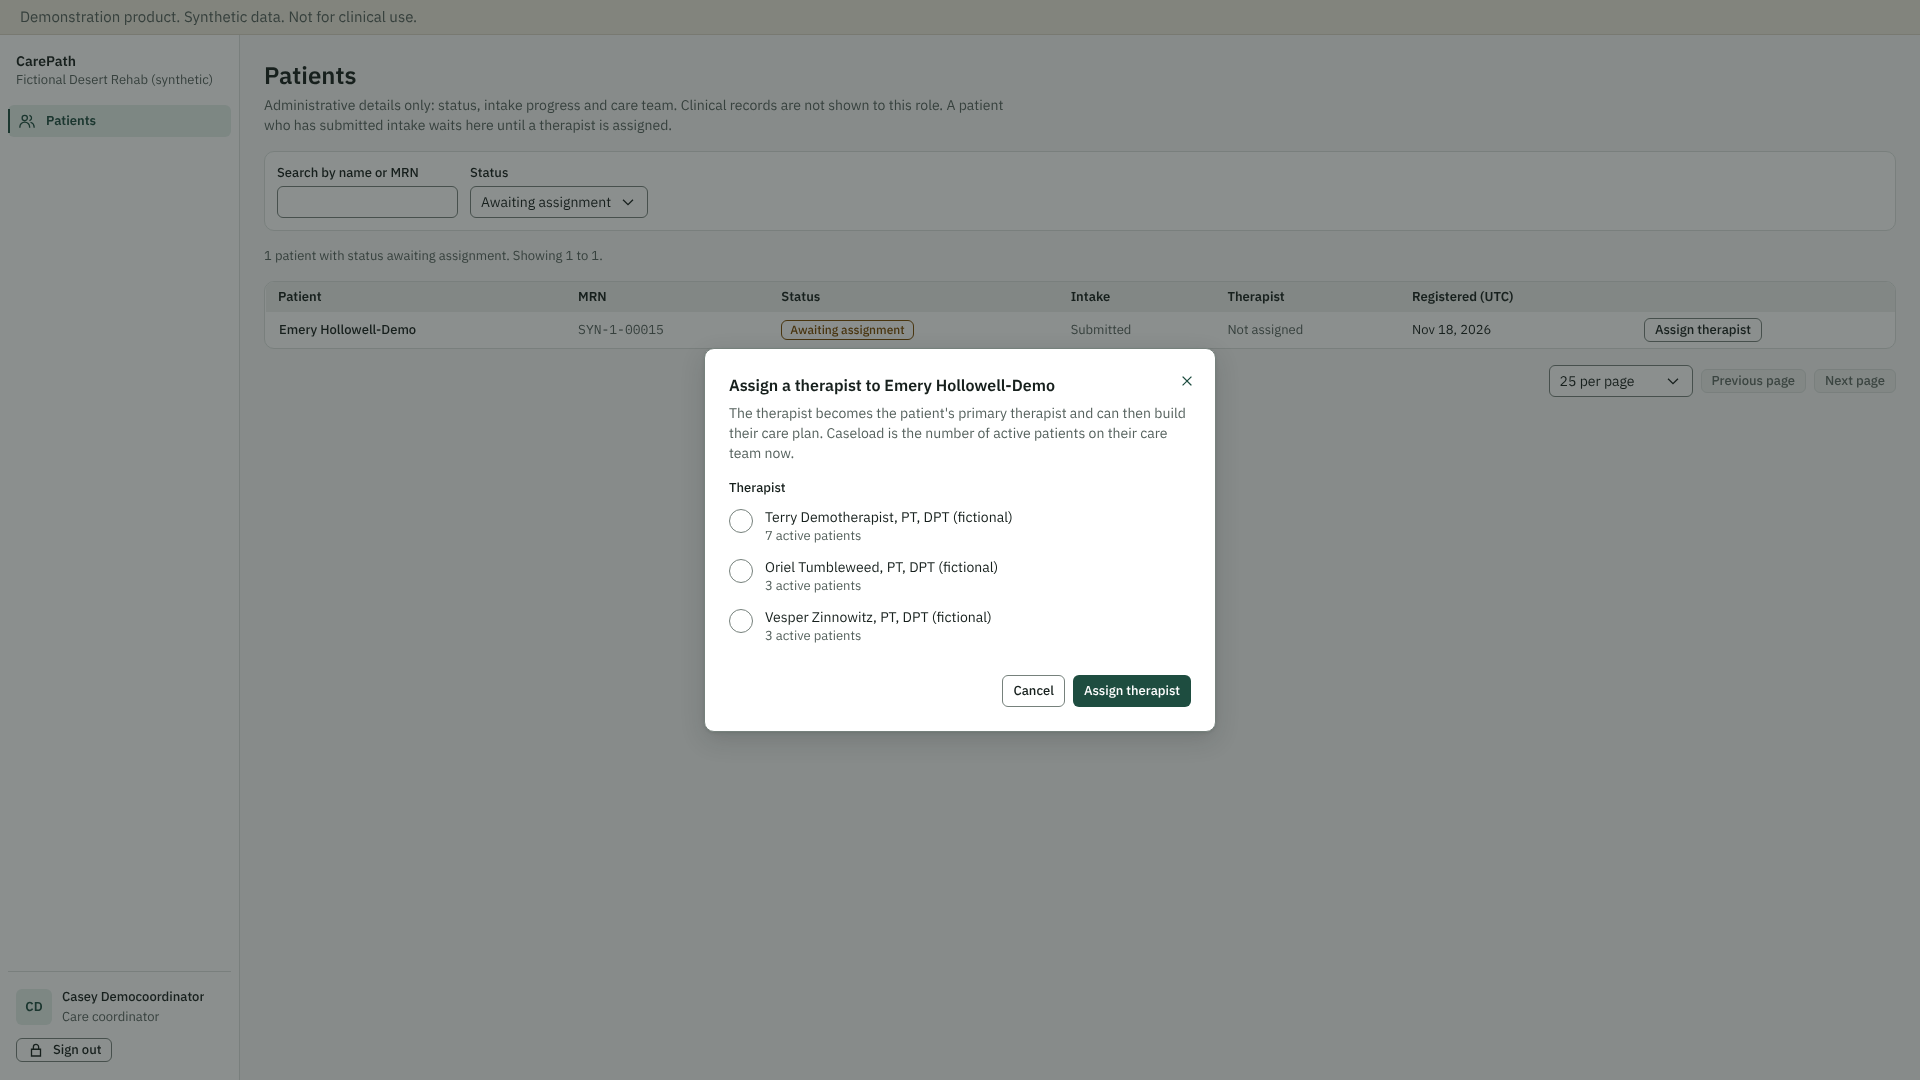 Demonstration product. Synthetic data. Not for clinical use.
CarePath
Fictional Desert Rehab (synthetic)
Patients
Patients
Administrative details only: status, intake progress and care team. Clinical records are not shown to this role. A patient
who has submitted intake waits here until a therapist is assigned.
Search by name or MRN
Status
Awaiting assignment
1 patient with status awaiting assignment. Showing 1 to 1.
Patient MRN Status Intake Therapist Registered (UTC)
Emery Hollowell-Demo SYN-1-00015 Awaiting assignment Submitted Not assigned Nov 18, 2026 Assign therapist
25 per page Previous page Next page
Assign a therapist to Emery Hollowell-Demo
The therapist becomes the patient's primary therapist and can then build
their care plan. Caseload is the number of active patients on their care
team now.
Therapist
Terry Demotherapist, PT, DPT (fictional)
7 active patients
Oriel Tumbleweed, PT, DPT (fictional)
3 active patients
Vesper Zinnowitz, PT, DPT (fictional)
3 active patients
Cancel Assign therapist
CD
Casey Democoordinator
Care coordinator
Sign out